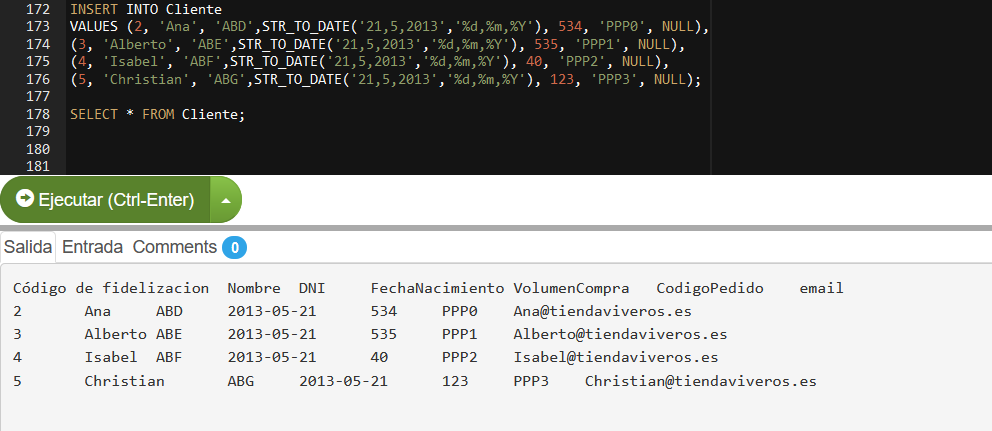 172 INSERT INTO Cliente
173 VALUES (2, 'Ana', 'ABD',STR_TO_DATE('21,5,2013','%d,%m,%Y'), 534, 'PPP0', NULL),
174 (3, 'Alberto', 'ABE',STR_TO_DATE('21,5,2013','%d,%m,%Y'), 535, 'PPP1', NULL),
175 (4, 'Isabel', 'ABF',STR_TO_DATE('21,5,2013','%d,%m,%Y'), 40, 'PPP2', NULL),
176 (5, 'Christian', 'ABG',STR_TO_DATE('21,5,2013','%d,%m,%Y'), 123, 'PPP3', NULL);
177
178 SELECT * FROM Cliente;
179
180
181
Ejecutar (Ctrl-Enter)
Salida Entrada Comments 0
Código de fidelizacion Nombre DNI FechaNacimiento VolumenCompra CodigoPedido email
2 Ana ABD 2013-05-21 534 PPP0 Ana@tiendaviveros.es
3 Alberto ABE 2013-05-21 535 PPP1 Alberto@tiendaviveros.es
4 Isabel ABF 2013-05-21 40 PPP2 Isabel@tiendaviveros.es
5 Christian ABG 2013-05-21 123 PPP3 Christian@tiendaviveros.es